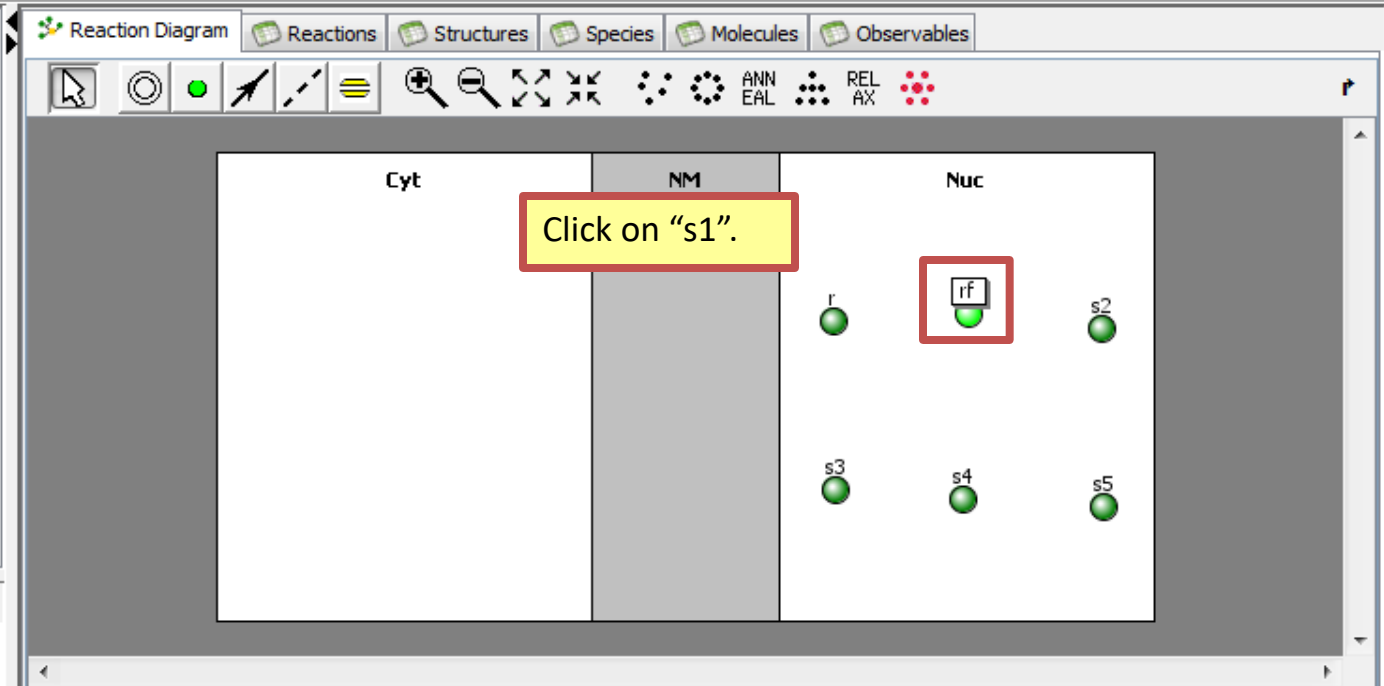 Reaction Diagram Reactions Structures Species Molecules Observables
ANN EAL REL AX
Cyt NM Nuc
Click on “s1”.
r rf s2
s3 s4 s5